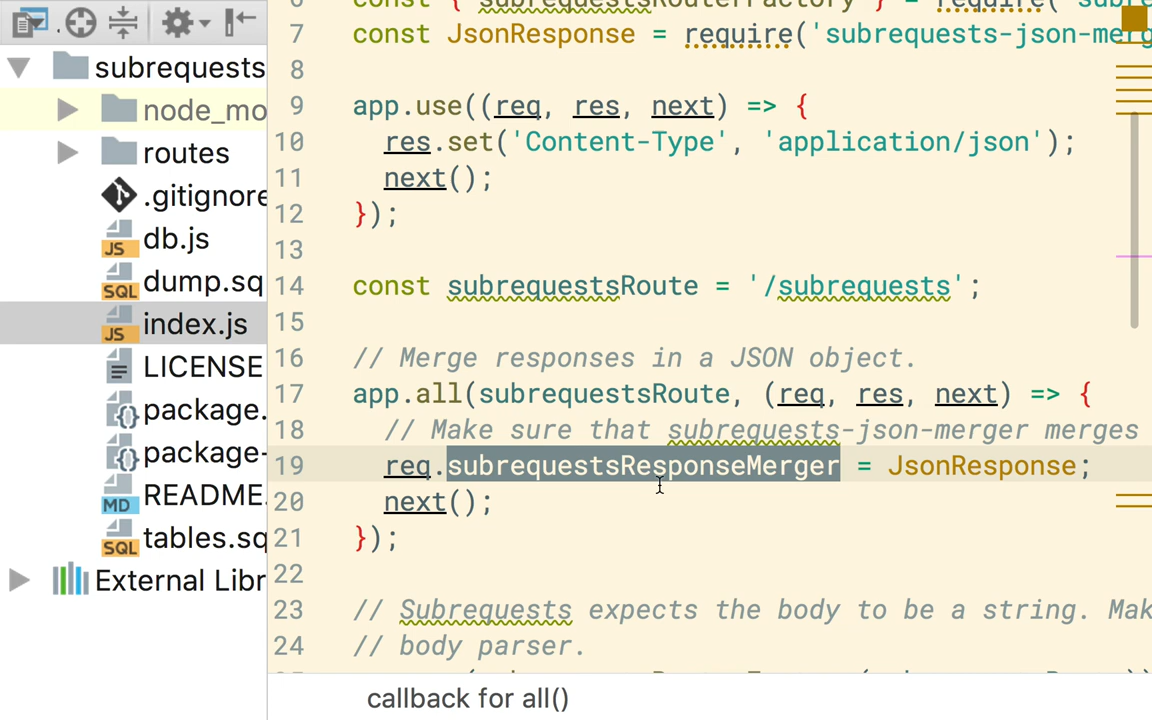 subrequests
node_mo
routes
.gitignore
db.js
dump.sq
index.js
LICENSE
package.
package-
README.
tables.sq
External Libr
7 const JsonResponse = require('subrequests-json-merg
8
9 app.use((req, res, next) => {
10 res.set('Content-Type', 'application/json');
11 next();
12 });
13
14 const subrequestsRoute = '/subrequests';
15
16 // Merge responses in a JSON object.
17 app.all(subrequestsRoute, (req, res, next) => {
18 // Make sure that subrequests-json-merger merges
19 req.subrequestsResponseMerger = JsonResponse;
20 next();
21 });
22
23 // Subrequests expects the body to be a string. Mak
24 // body parser.
callback for all()